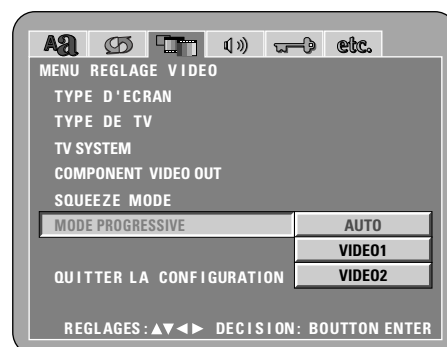 Aa etc.
MENU REGLAGE VIDEO
TYPE D'ECRAN
TYPE DE TV
TV SYSTEM
COMPONENT VIDEO OUT
SQUEEZE MODE
MODE PROGRESSIVE AUTO
VIDEO1
QUITTER LA CONFIGURATION VIDEO2
REGLAGES:▲▼◀▶ DECISION: BOUTTON ENTER